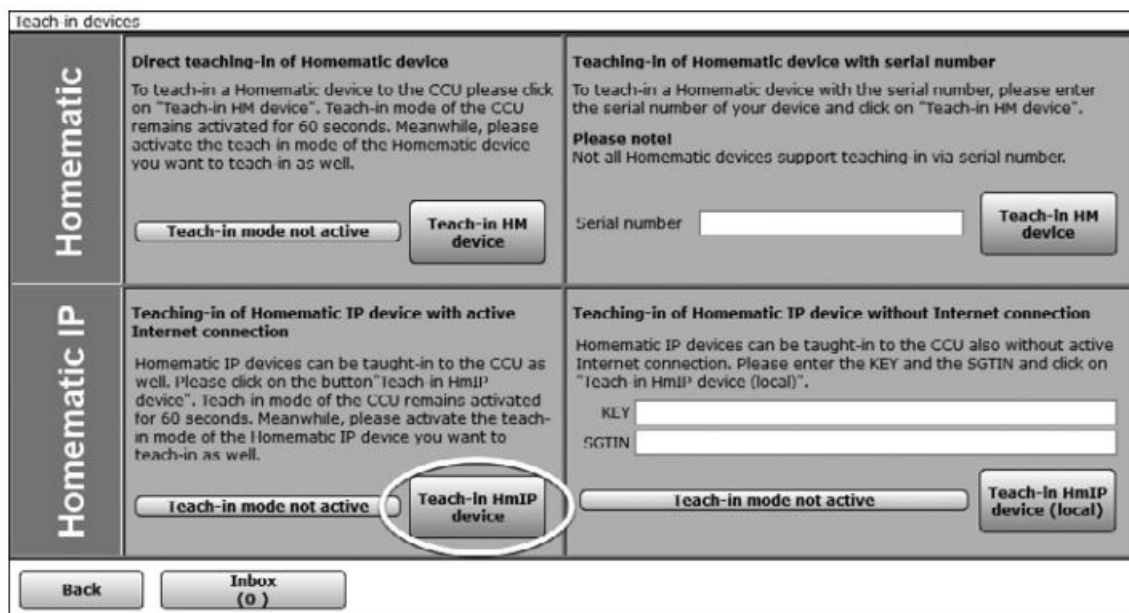 Teach-in devices
Homematic
Direct teaching-in of Homematic device
To teach-in a Homematic device to the CCU please click
on "Teach-in HM device". Teach-in mode of the CCU
remains activated for 60 seconds. Meanwhile, please
activate the teach in mode of the Homematic device
you want to teach-in as well.
Teach-in mode not active
Teach-in HM
device
Teaching-in of Homematic device with serial number
To teach-in a Homematic device with the serial number, please enter
the serial number of your device and click on "Teach-in HM device".
Please note!
Not all Homematic devices support teaching-in via serial number.
Serial number
Teach-in HM
device
Homematic IP
Teaching-in of Homematic IP device with active
Internet connection
Homematic IP devices can be taught-in to the CCU as
well. Please click on the button"Teach in HmIP
device". Teach-in mode of the CCU remains activated
for 60 seconds. Meanwhile, please activate the teach-
in mode of the Homematic IP device you want to
teach-in as well.
Teach-in mode not active
Teach-in HmIP
device
Teaching-in of Homematic IP device without Internet connection
Homematic IP devices can be taught-in to the CCU also without active
Internet connection. Please enter the KEY and the SGTIN and click on
"Teach-in HmIP device (local)".
KEY
SGTIN
Teach-in mode not active
Teach-in HmIP
device (local)
Back
Inbox
(0 )